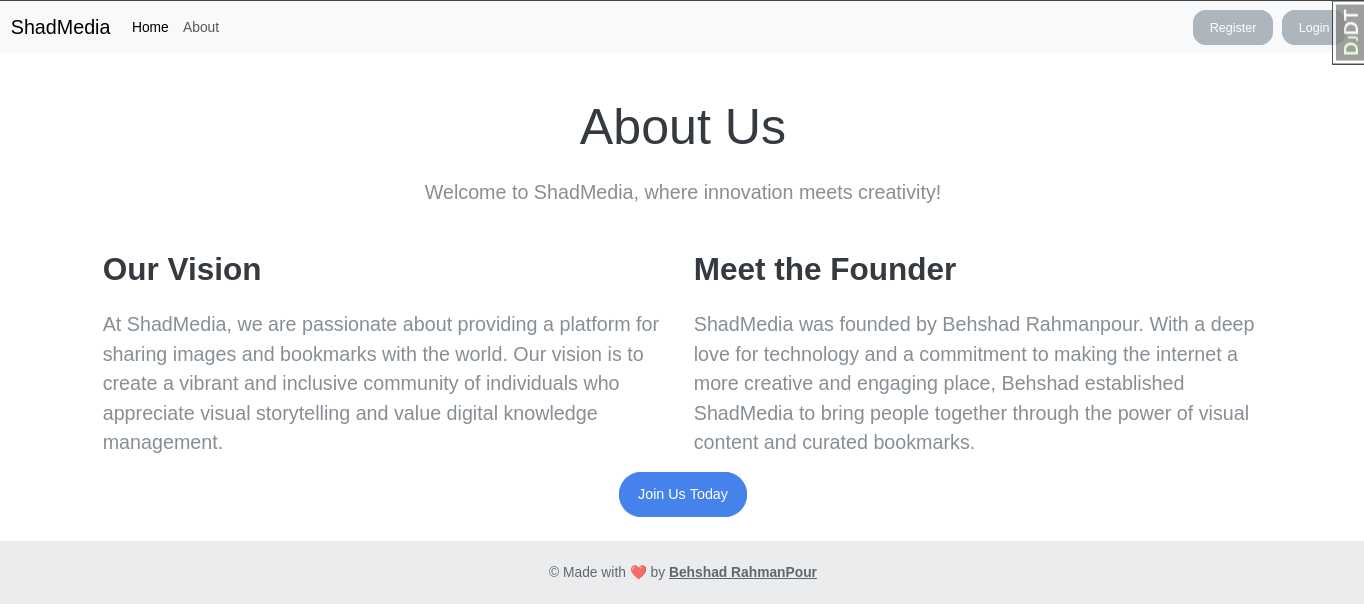 ShadMedia Home About Register Login DjDT
About Us
Welcome to ShadMedia, where innovation meets creativity!
Our Vision
At ShadMedia, we are passionate about providing a platform for
sharing images and bookmarks with the world. Our vision is to
create a vibrant and inclusive community of individuals who
appreciate visual storytelling and value digital knowledge
management.
Meet the Founder
ShadMedia was founded by Behshad Rahmanpour. With a deep
love for technology and a commitment to making the internet a
more creative and engaging place, Behshad established
ShadMedia to bring people together through the power of visual
content and curated bookmarks.
Join Us Today
© Made with ❤️ by Behshad RahmanPour